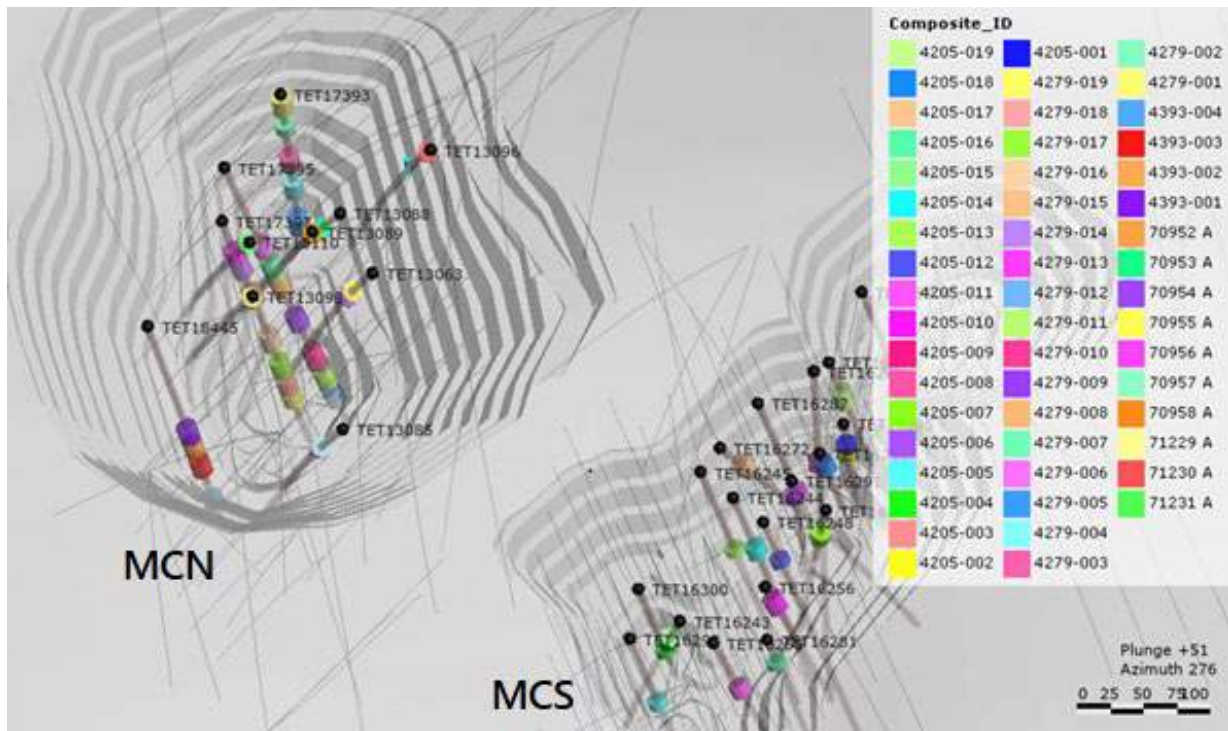 Composite_ID
4205-019 4205-001 4279-002
4205-018 4279-019 4279-001
4205-017 4279-018 4393-004
4205-016 4279-017 4393-003
4205-015 4279-016 4393-002
4205-014 4279-015 4393-001
4205-013 4279-014 70952 A
4205-012 4279-013 70953 A
4205-011 4279-012 70954 A
4205-010 4279-011 70955 A
4205-009 4279-010 70956 A
4205-008 4279-009 70957 A
4205-007 4279-008 70958 A
4205-006 4279-007 71229 A
4205-005 4279-006 71230 A
4205-004 4279-005 71231 A
4205-003 4279-004
4205-002 4279-003
TET17393
TET13096
TET13088
TET13089
TET13063
TET18445
TET13085
MCN
TET16287
TET16272
TET16245
TET16244
TET16248
TET16300
TET16256
TET16243
TET16281
MCS
Plunge +51
Azimuth 276
0 25 50 75 100